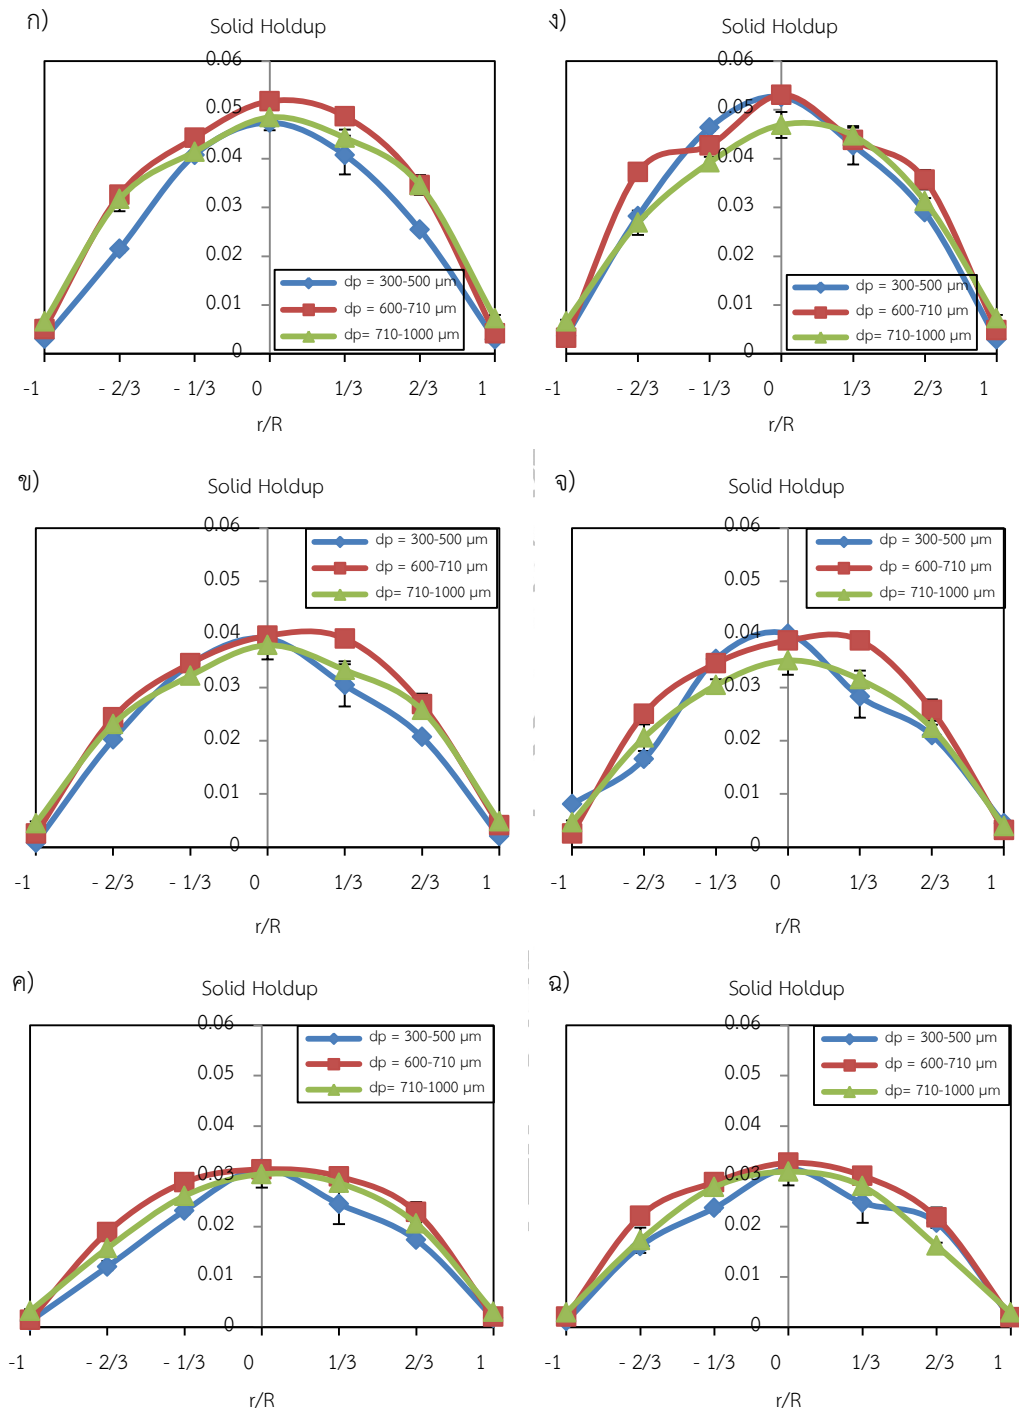 ก)
Solid Holdup
0.06
0.05
0.04
0.03
0.02
0.01
0
dp = 300-500 µm
dp = 600-710 µm
dp= 710-1000 µm
-1 - 2/3 - 1/3 0 1/3 2/3 1
r/R
ง)
Solid Holdup
0.06
0.05
0.04
0.03
0.02
0.01
0
dp = 300-500 µm
dp = 600-710 µm
dp= 710-1000 µm
-1 - 2/3 - 1/3 0 1/3 2/3 1
r/R
ข)
Solid Holdup
0.06
0.05
0.04
0.03
0.02
0.01
0
dp = 300-500 µm
dp = 600-710 µm
dp= 710-1000 µm
-1 - 2/3 - 1/3 0 1/3 2/3 1
r/R
จ)
Solid Holdup
0.06
0.05
0.04
0.03
0.02
0.01
0
dp = 300-500 µm
dp = 600-710 µm
dp= 710-1000 µm
-1 - 2/3 - 1/3 0 1/3 2/3 1
r/R
ค)
Solid Holdup
0.06
0.05
0.04
0.03
0.02
0.01
0
dp = 300-500 µm
dp = 600-710 µm
dp= 710-1000 µm
-1 - 2/3 - 1/3 0 1/3 2/3 1
r/R
ฉ)
Solid Holdup
0.06
0.05
0.04
0.03
0.02
0.01
0
dp = 300-500 µm
dp = 600-710 µm
dp= 710-1000 µm
-1 - 2/3 - 1/3 0 1/3 2/3 1
r/R